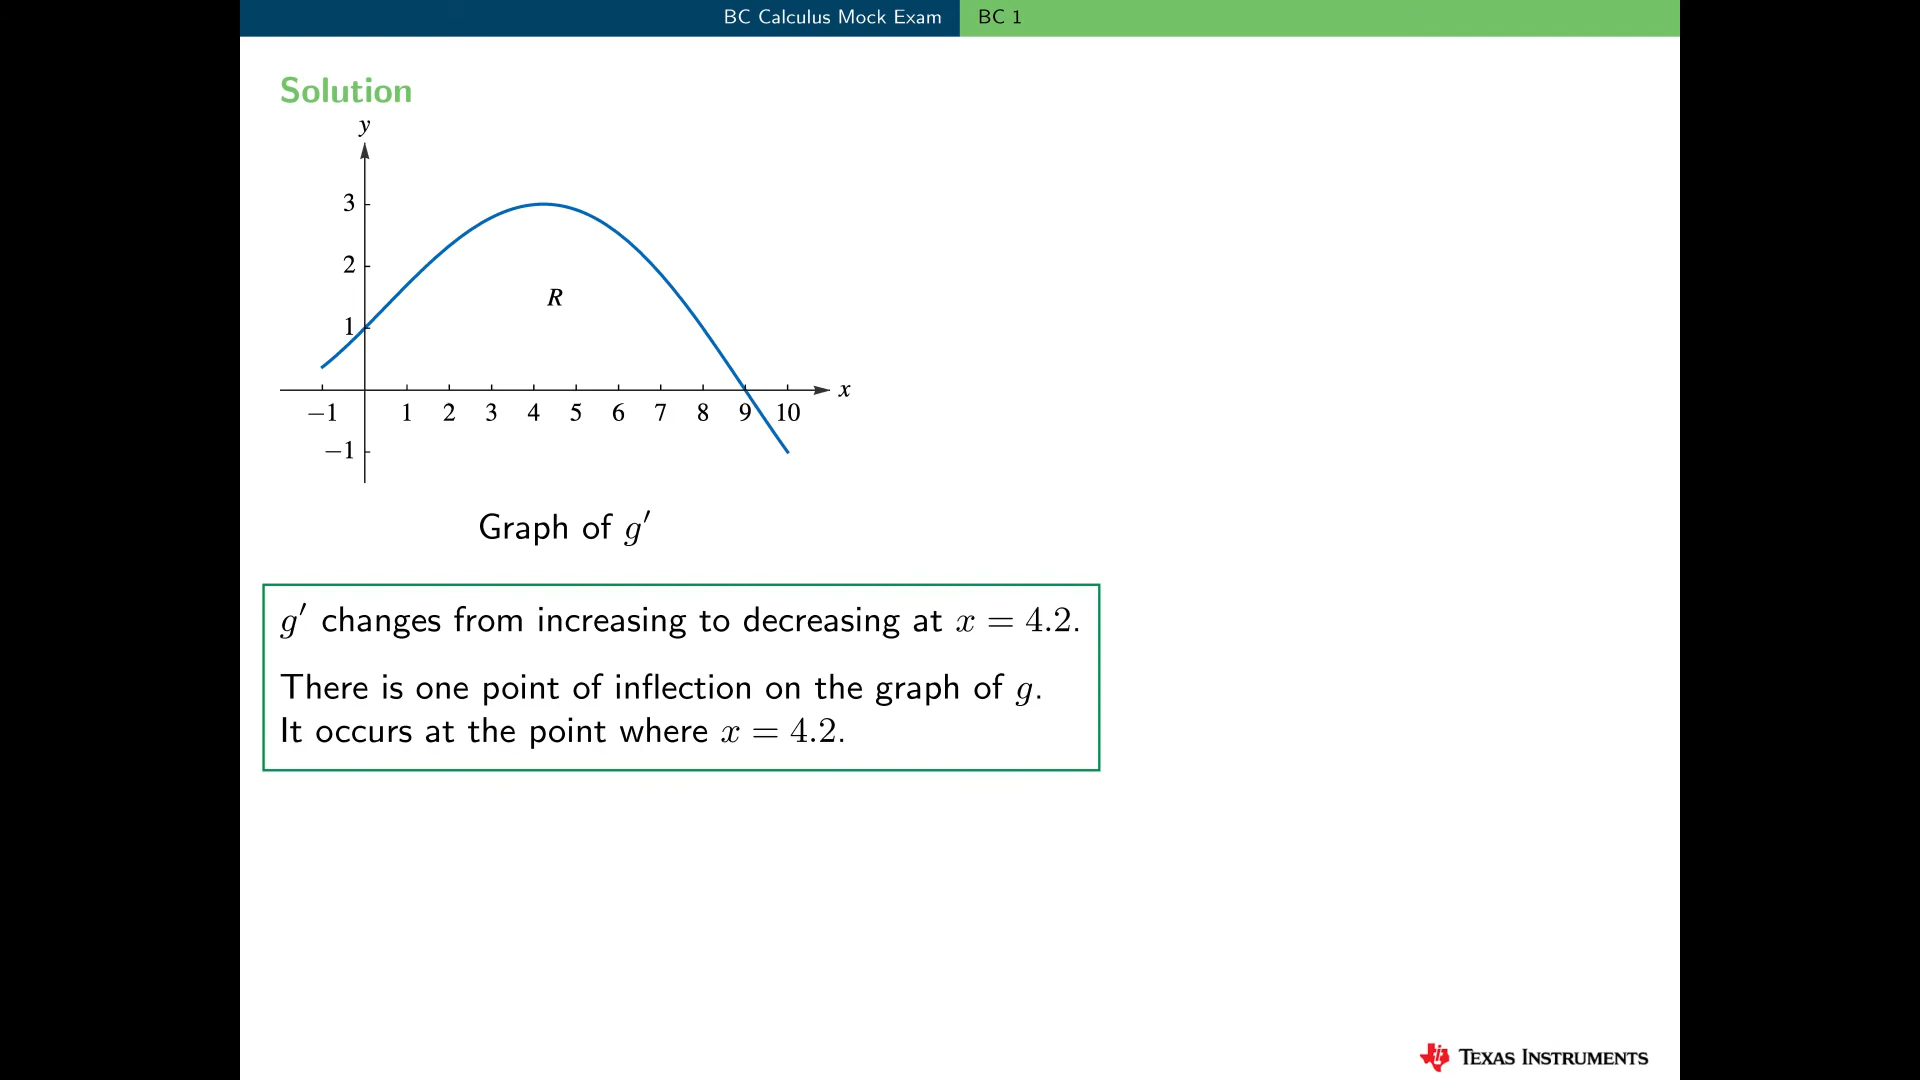 BC Calculus Mock Exam BC 1
Solution
y
3
2
R
1
x
−1 1 2 3 4 5 6 7 8 9 10
−1
Graph of g′
g′ changes from increasing to decreasing at x = 4.2.
There is one point of inflection on the graph of g.
It occurs at the point where x = 4.2.
TEXAS INSTRUMENTS